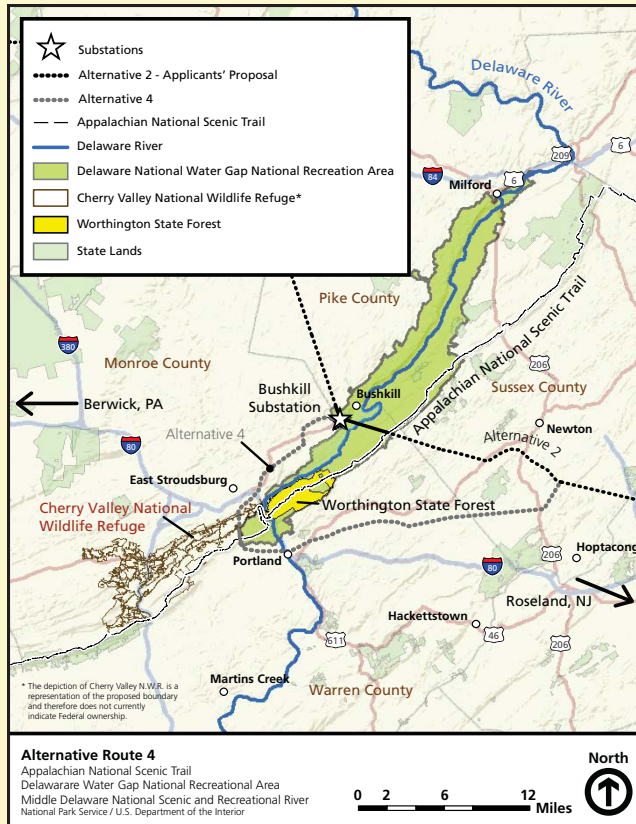 Substations
Alternative 2 - Applicants' Proposal
Alternative 4
Appalachian National Scenic Trail
Delaware River
Delaware National Water Gap National Recreation Area
Cherry Valley National Wildlife Refuge*
Worthington State Forest
State Lands
Delaware River
209
6
6
84
Milford
Pike County
Appalachian National Scenic Trail
380
Monroe County
206
Sussex County
Bushkill
Substation
Bushkill
Berwick, PA
Newton
Alternative 4
Alternative 2
80
East Stroudsburg
Worthington State Forest
Cherry Valley National
Wildlife Refuge
Portland
206
Hoptacong
80
Roseland, NJ
Hackettstown
46
611
206
Martins Creek
Warren County
* The depiction of Cherry Valley N.W.R. is a
representation of the proposed boundary
and therefore does not currently
indicate Federal ownership.
Alternative Route 4
Appalachian National Scenic Trail
Delawarare Water Gap National Recreational Area
Middle Delaware National Scenic and Recreational River
National Park Service / U.S. Department of the Interior
0 2 6 12
Miles
North